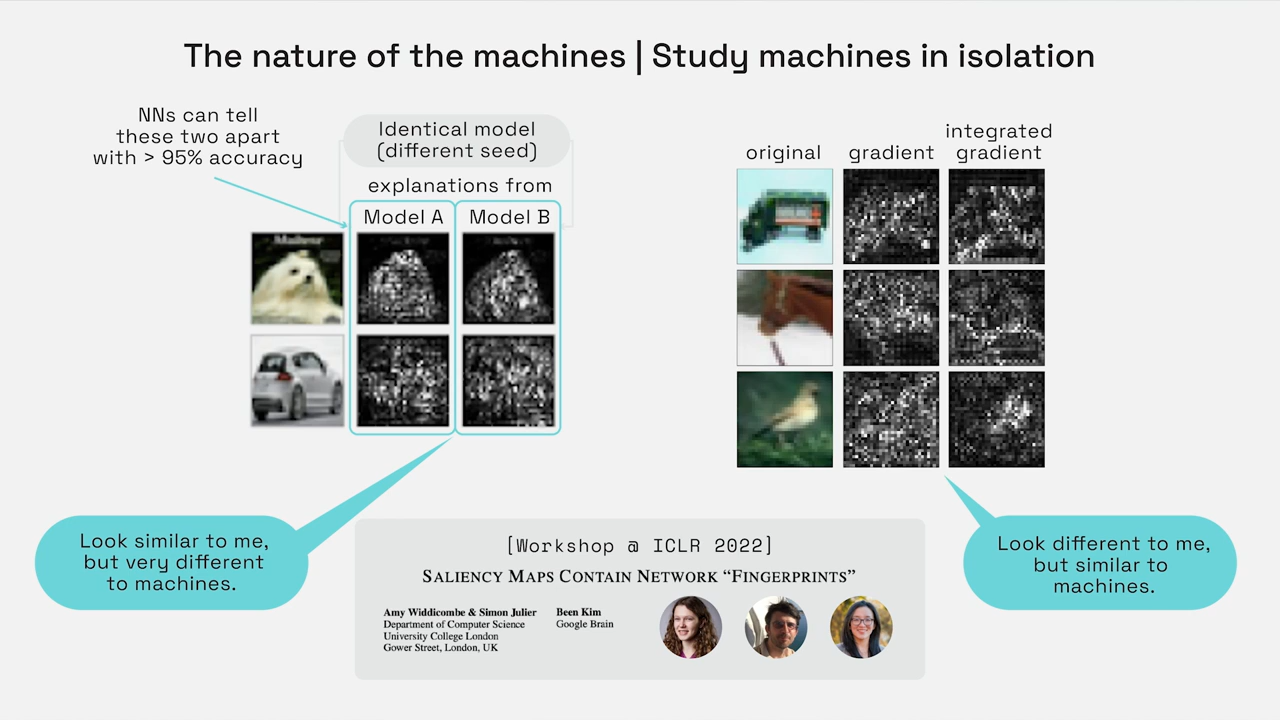 The nature of the machines | Study machines in isolation
NNs can tell
these two apart
with > 95% accuracy
Identical model
(different seed)
explanations from
Model A
Model B
original
gradient
integrated
gradient
Look similar to me,
but very different
to machines.
Look different to me,
but similar to
machines.
[Workshop @ ICLR 2022]
SALIENCY MAPS CONTAIN NETWORK “FINGERPRINTS”
Amy Widdicombe & Simon Julier
Department of Computer Science
University College London
Gower Street, London, UK
Been Kim
Google Brain